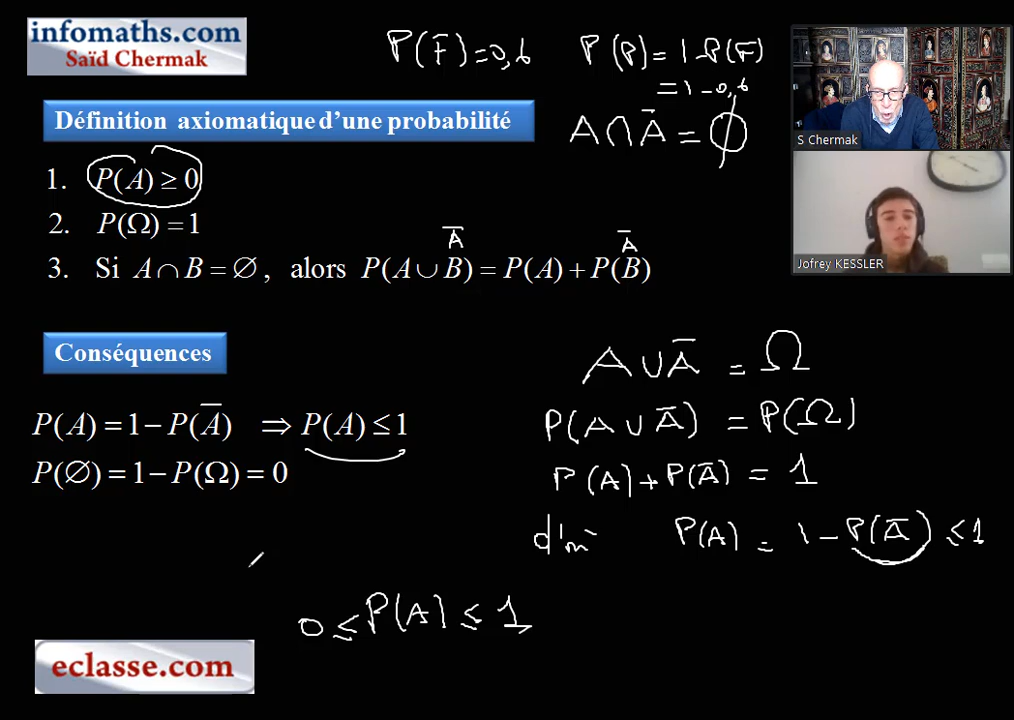 infomaths.com
Saïd Chermak
P(F) = 0,6 P(P) = 1 - P(F)
= 1 - 0,6
A ∩ A̅ = ∅
S Chermak
Jofrey KESSLER
Définition axiomatique d'une probabilité
1. P(A) ≥ 0
2. P(Ω) = 1
A̅ A̅
3. Si A ∩ B = ∅, alors P(A ∪ B) = P(A) + P(B)
Conséquences
P(A) = 1 − P(A̅) ⇒ P(A) ≤ 1
P(∅) = 1 − P(Ω) = 0
A ∪ A̅ = Ω
P(A ∪ A̅) = P(Ω)
P(A) + P(A̅) = 1
P(A) = 1 − P(A̅) ≤ 1
0 ≤ P(A) ≤ 1
eclasse.com